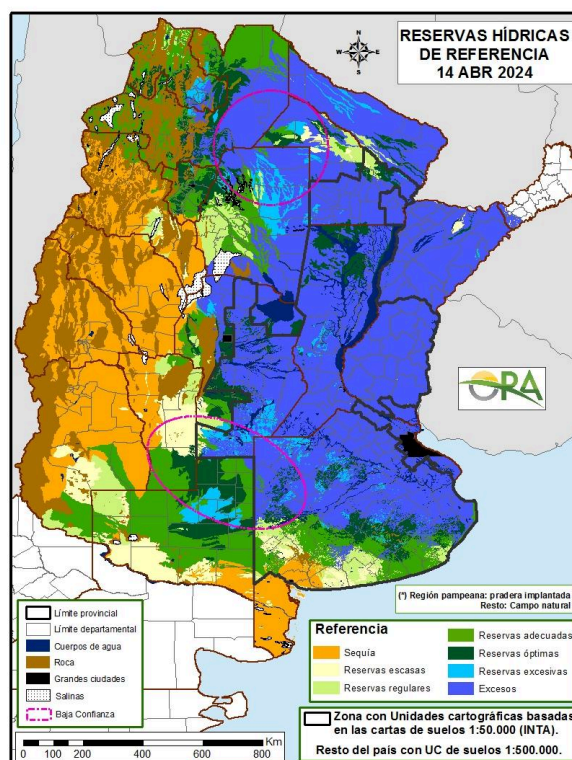 RESERVAS HÍDRICAS
DE REFERENCIA
14 ABR 2024
N
W
E
S
ORA
(*) Región pampeana: pradera implantada
Resto: Campo natural
Límite provincial
Límite departamental
Cuerpos de agua
Roca
Grandes ciudades
Salinas
Baja Confianza
Referencia
Sequía
Reservas escasas
Reservas regulares
Reservas adecuadas
Reservas óptimas
Reservas excesivas
Excesos
Zona con Unidades cartográficas basadas
en las cartas de suelos 1:50.000 (INTA).
Resto del país con UC de suelos 1:500.000.
0 100 200 400 600 800
Km